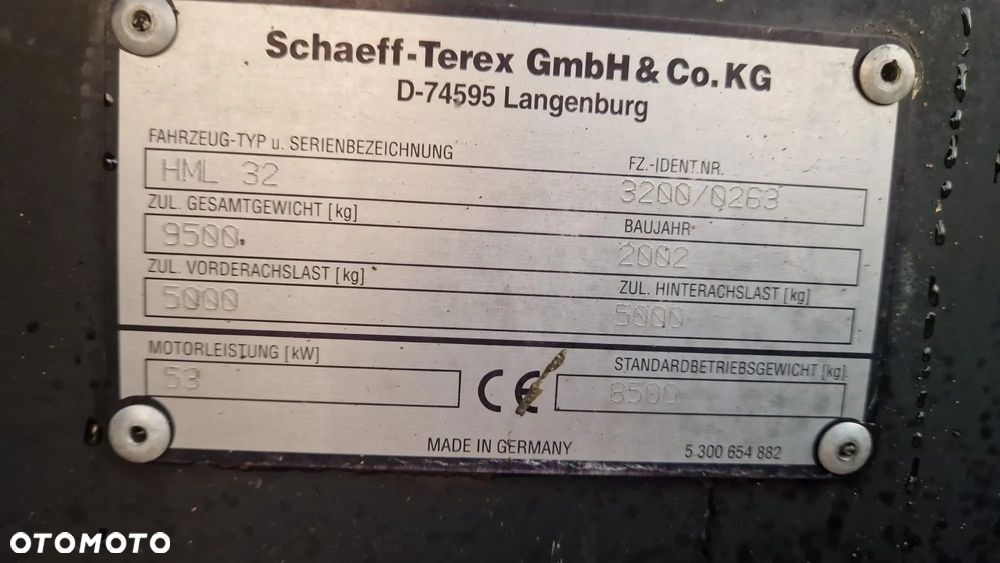 Schaeff-Terex GmbH & Co. KG
D-74595 Langenburg
FAHRZEUG-TYP u. SERIENBEZEICHNUNG
FZ.-IDENT.NR.
HML 32
3200/0263
ZUL. GESAMTGEWICHT [kg]
BAUJAHR
9500
2002
ZUL. VORDERACHSLAST [kg]
ZUL. HINTERACHSLAST [kg]
5000
5000
MOTORLEISTUNG [kW]
STANDARDBETRIEBSGEWICHT [kg]
53
CE
8500
MADE IN GERMANY
5 300 654 882
OTOMOTO